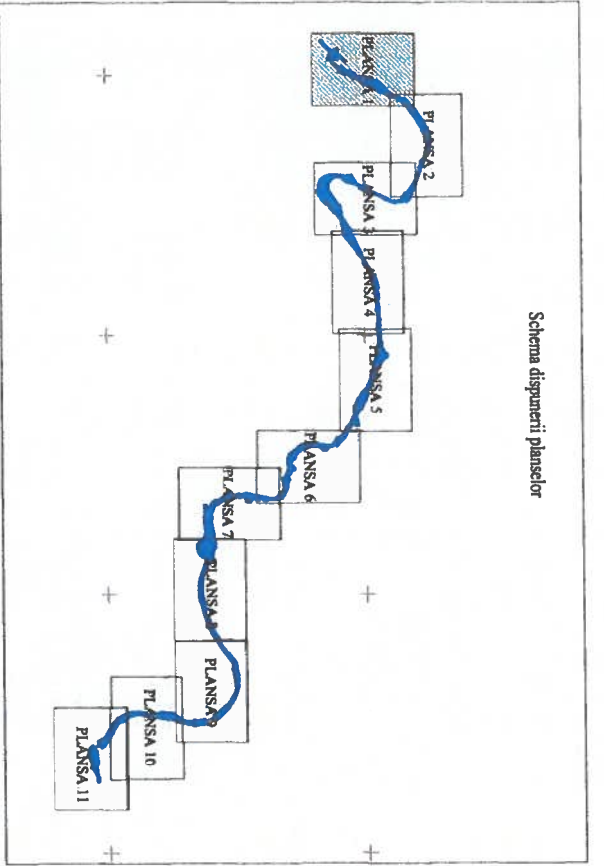 Schema dispunerii planselor
PLANSA 1
PLANSA 2
PLANSA 3
PLANSA 4
PLANSA 5
PLANSA 6
PLANSA 7
PLANSA 8
PLANSA 9
PLANSA 10
PLANSA 11